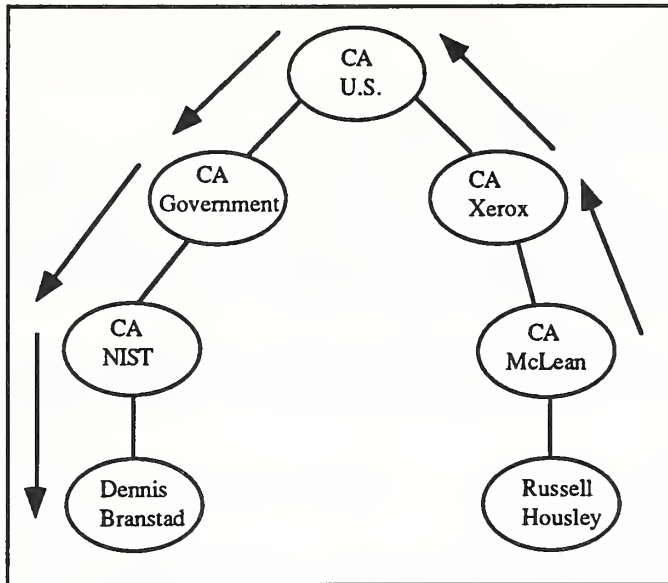 CA
U.S.
CA
Government
CA
Xerox
CA
NIST
CA
McLean
Dennis
Branstad
Russell
Housley